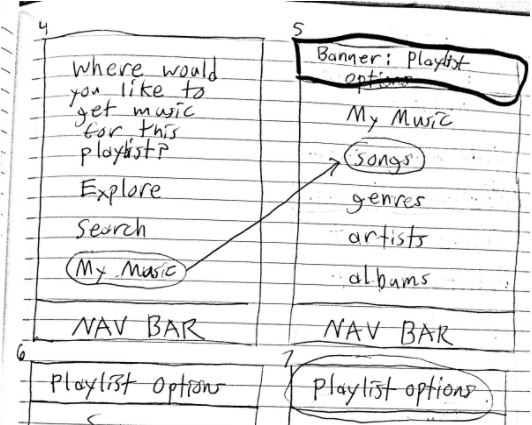 4
Where would
you like to
get music
for this
playlist?
Explore
Search
My Music
NAV BAR
5
Banner: Playlist
options
My Music
songs
genres
artists
albums
NAV BAR
6
Playlist Options
7
Playlist options